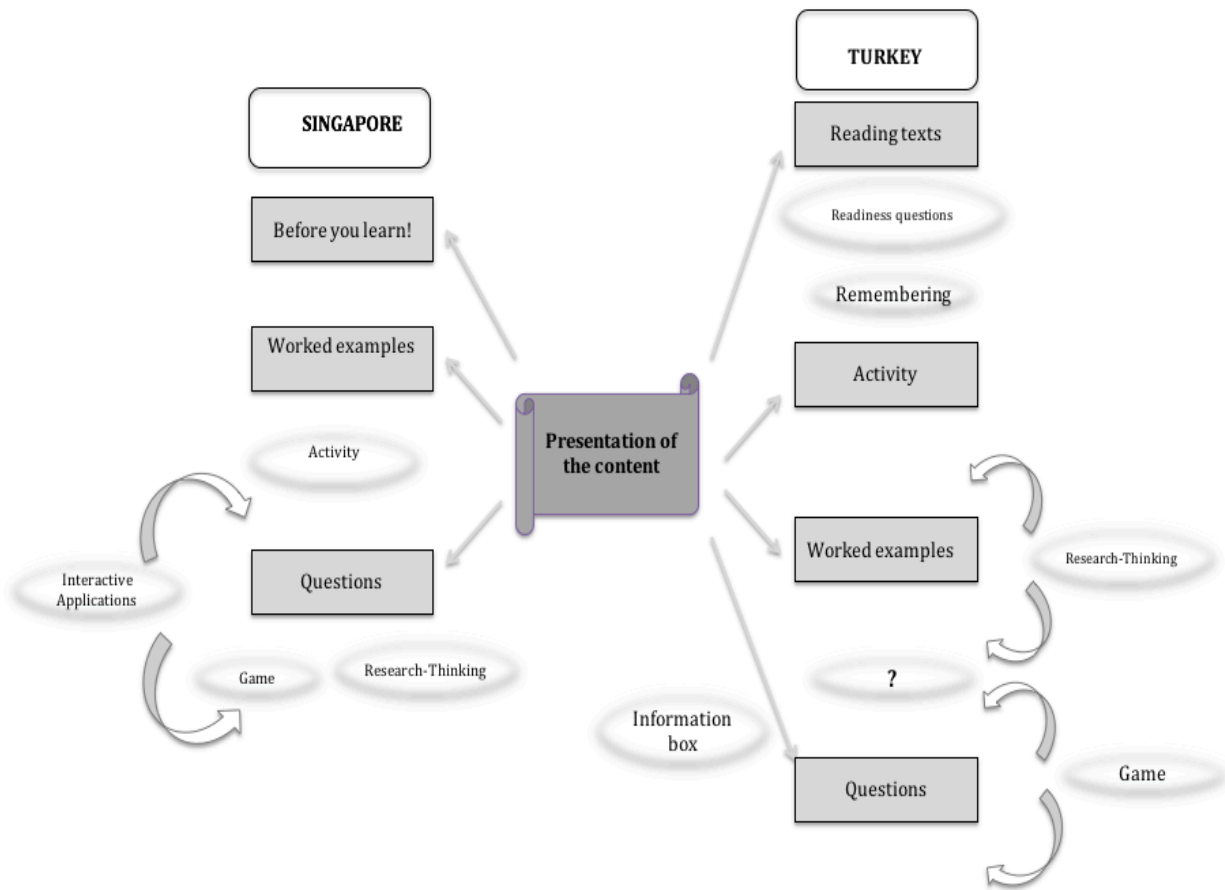 SINGAPORE
Before you learn!
Worked examples
Activity
Questions
Interactive
Applications
Game
Research-Thinking
Presentation of
the content
TURKEY
Reading texts
Readiness questions
Remembering
Activity
Worked examples
Research-Thinking
?
Information
box
Questions
Game